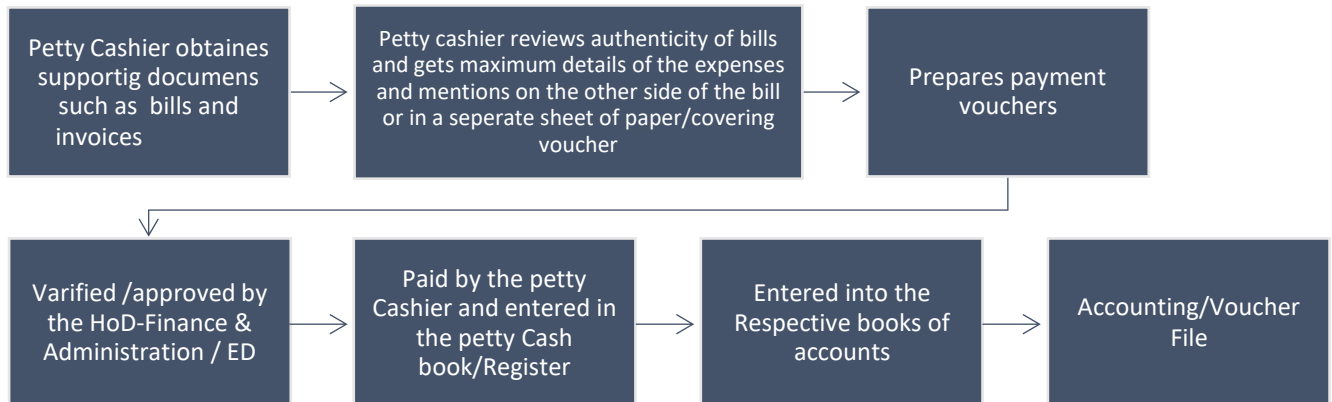 Petty Cashier obtaines
supportig documens
such as bills and
invoices
Petty cashier reviews authenticity of bills
and gets maximum details of the expenses
and mentions on the other side of the bill
or in a seperate sheet of paper/covering
voucher
Prepares payment
vouchers
Varified /approved by
the HoD-Finance &
Administration / ED
Paid by the petty
Cashier and entered in
the petty Cash
book/Register
Entered into the
Respective books of
accounts
Accounting/Voucher
File